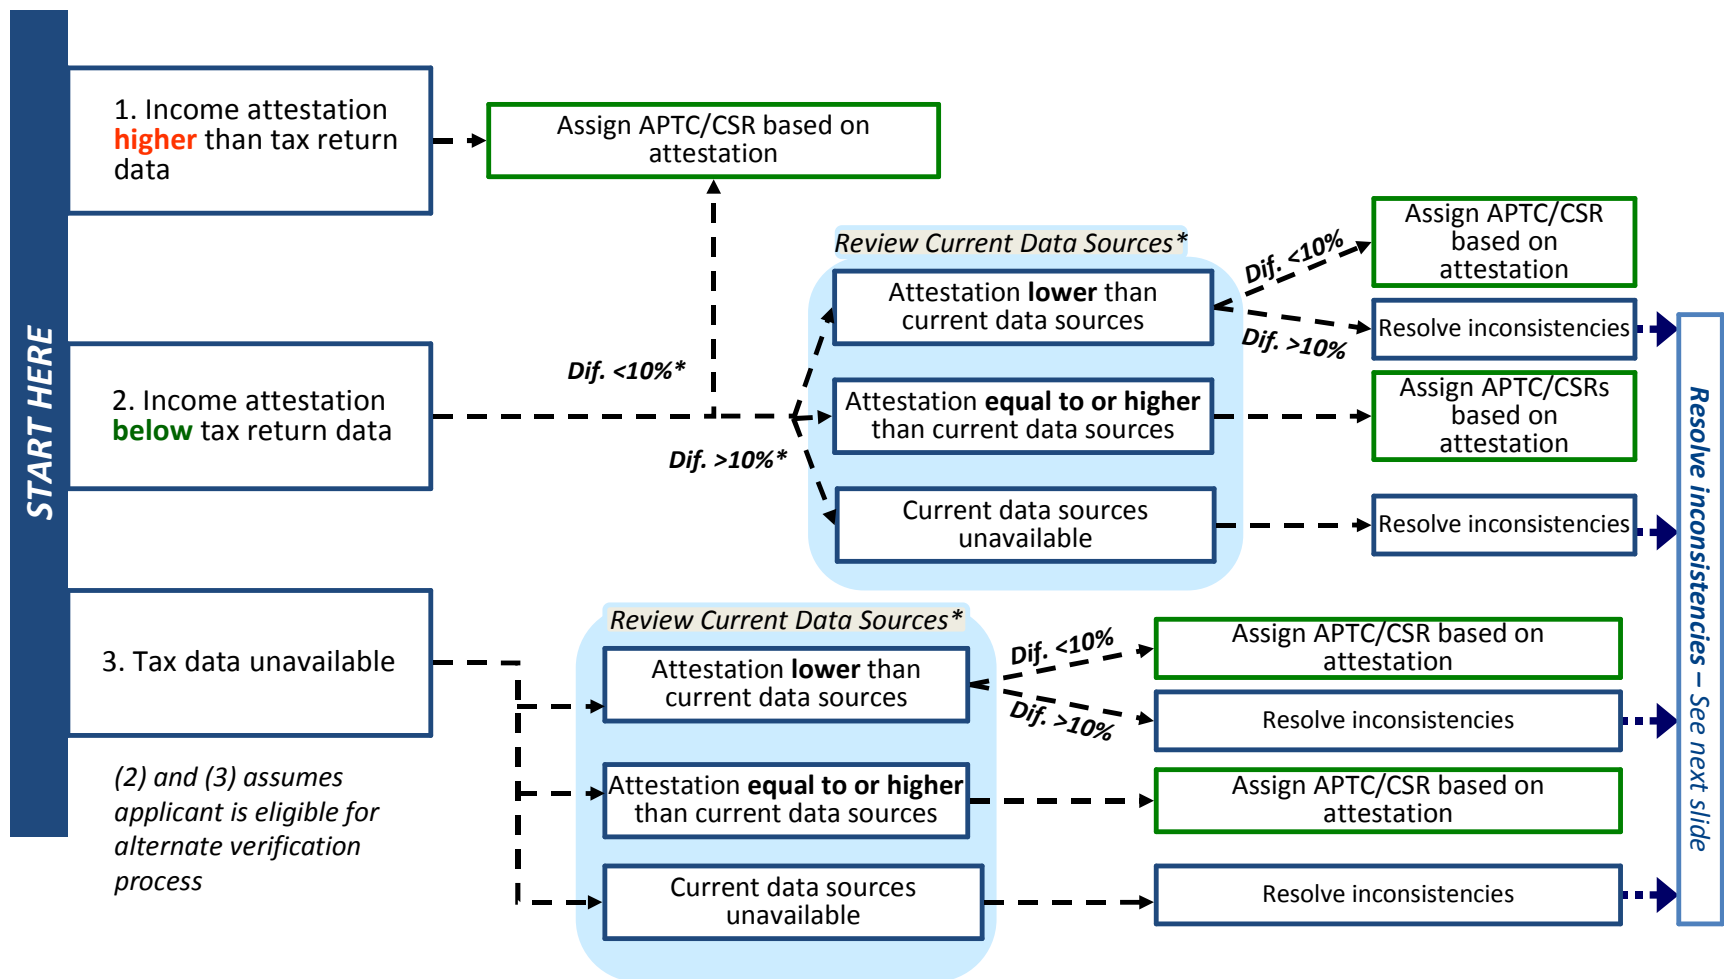 START HERE
1. Income attestation
higher than tax return
data
Assign APTC/CSR based on
attestation
2. Income attestation
below tax return data
Dif. <10%*
Dif. >10%*
Review Current Data Sources*
Attestation lower than
current data sources
Dif. <10%
Dif. >10%
Assign APTC/CSR
based on
attestation
Resolve inconsistencies
Attestation equal to or higher
than current data sources
Assign APTC/CSRs
based on
attestation
Current data sources
unavailable
Resolve inconsistencies
3. Tax data unavailable
(2) and (3) assumes
applicant is eligible for
alternate verification
process
Review Current Data Sources*
Attestation lower than
current data sources
Dif. <10%
Dif. >10%
Assign APTC/CSR based on
attestation
Resolve inconsistencies
Attestation equal to or higher
than current data sources
Assign APTC/CSR based on
attestation
Current data sources
unavailable
Resolve inconsistencies
Resolve inconsistencies – See next slide